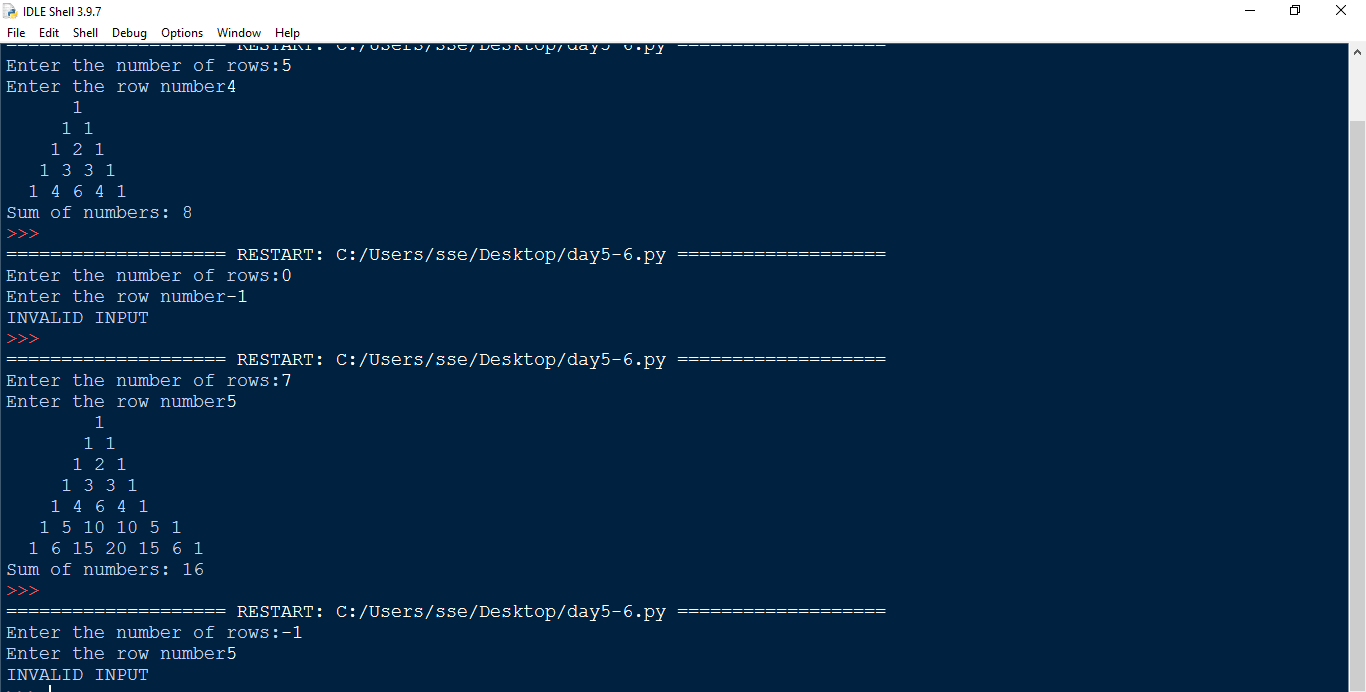 IDLE Shell 3.9.7
File Edit Shell Debug Options Window Help
==================== RESTART: C:/Users/sse/Desktop/day5-6.py ===================
Enter the number of rows:5
Enter the row number4
      1
     1 1
    1 2 1
   1 3 3 1
  1 4 6 4 1
Sum of numbers: 8
>>>
==================== RESTART: C:/Users/sse/Desktop/day5-6.py ===================
Enter the number of rows:0
Enter the row number-1
INVALID INPUT
>>>
==================== RESTART: C:/Users/sse/Desktop/day5-6.py ===================
Enter the number of rows:7
Enter the row number5
        1
       1 1
      1 2 1
     1 3 3 1
    1 4 6 4 1
   1 5 10 10 5 1
  1 6 15 20 15 6 1
Sum of numbers: 16
>>>
==================== RESTART: C:/Users/sse/Desktop/day5-6.py ===================
Enter the number of rows:-1
Enter the row number5
INVALID INPUT
>>>